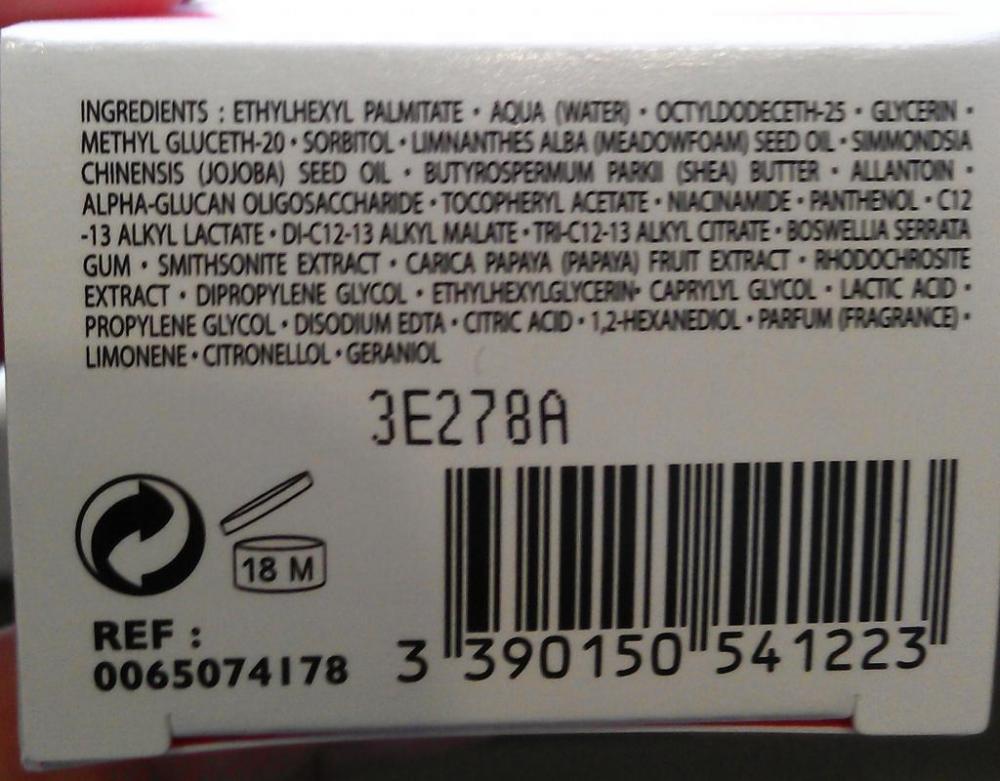 INGREDIENTS : ETHYLHEXYL PALMITATE • AQUA (WATER) • OCTYLDODECETH-25 • GLYCERIN •
METHYL GLUCETH-20 • SORBITOL • LIMNANTHES ALBA (MEADOWFOAM) SEED OIL • SIMMONDSIA
CHINENSIS (JOJOBA) SEED OIL • BUTYROSPERMUM PARKII (SHEA) BUTTER • ALLANTOIN •
ALPHA-GLUCAN OLIGOSACCHARIDE • TOCOPHERYL ACETATE • NIACINAMIDE • PANTHENOL • C12
-13 ALKYL LACTATE • DI-C12-13 ALKYL MALATE • TRI-C12-13 ALKYL CITRATE • BOSWELLIA SERRATA
GUM • SMITHSONITE EXTRACT • CARICA PAPAYA (PAPAYA) FRUIT EXTRACT • RHODOCHROSITE
EXTRACT • DIPROPYLENE GLYCOL • ETHYLHEXYLGLYCERIN• CAPRYLYL GLYCOL • LACTIC ACID •
PROPYLENE GLYCOL • DISODIUM EDTA • CITRIC ACID • 1,2-HEXANEDIOL • PARFUM (FRAGRANCE) •
LIMONENE • CITRONELLOL • GERANIOL
3E278A
18 M
REF :
0065074178
3 390150 541223